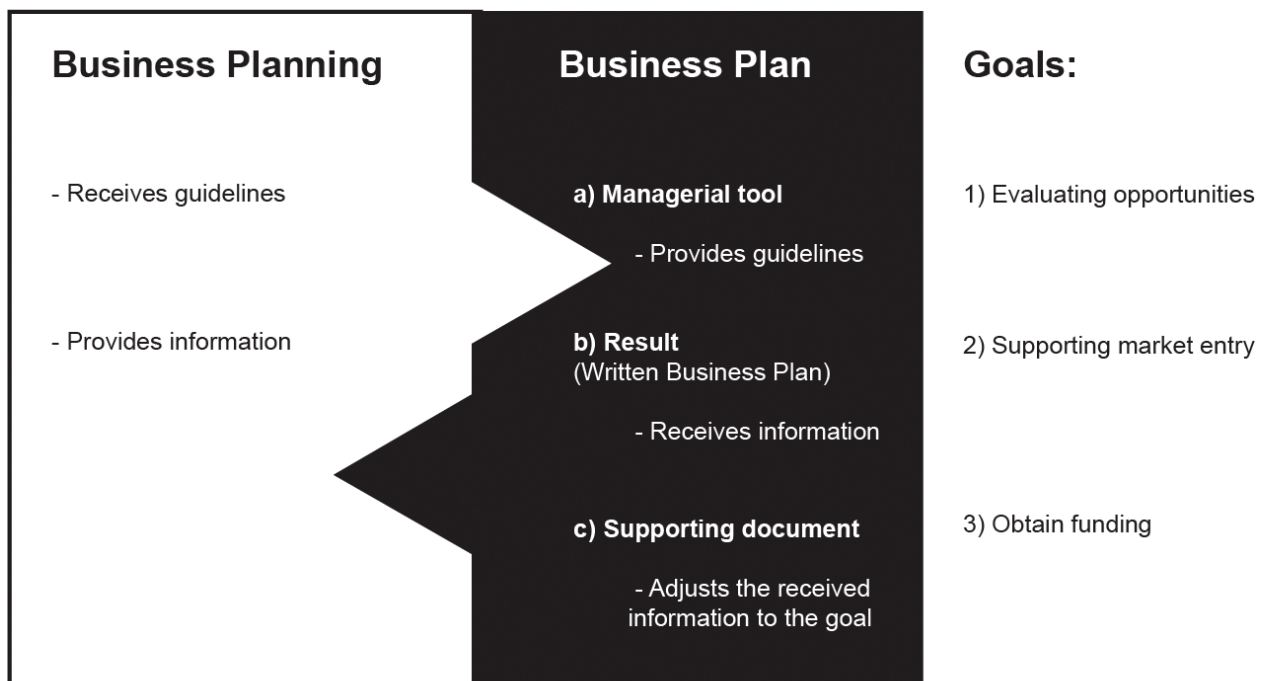 Business Planning
- Receives guidelines
- Provides information
Business Plan
a) Managerial tool
- Provides guidelines
b) Result
(Written Business Plan)
- Receives information
c) Supporting document
- Adjusts the received
information to the goal
Goals:
1) Evaluating opportunities
2) Supporting market entry
3) Obtain funding